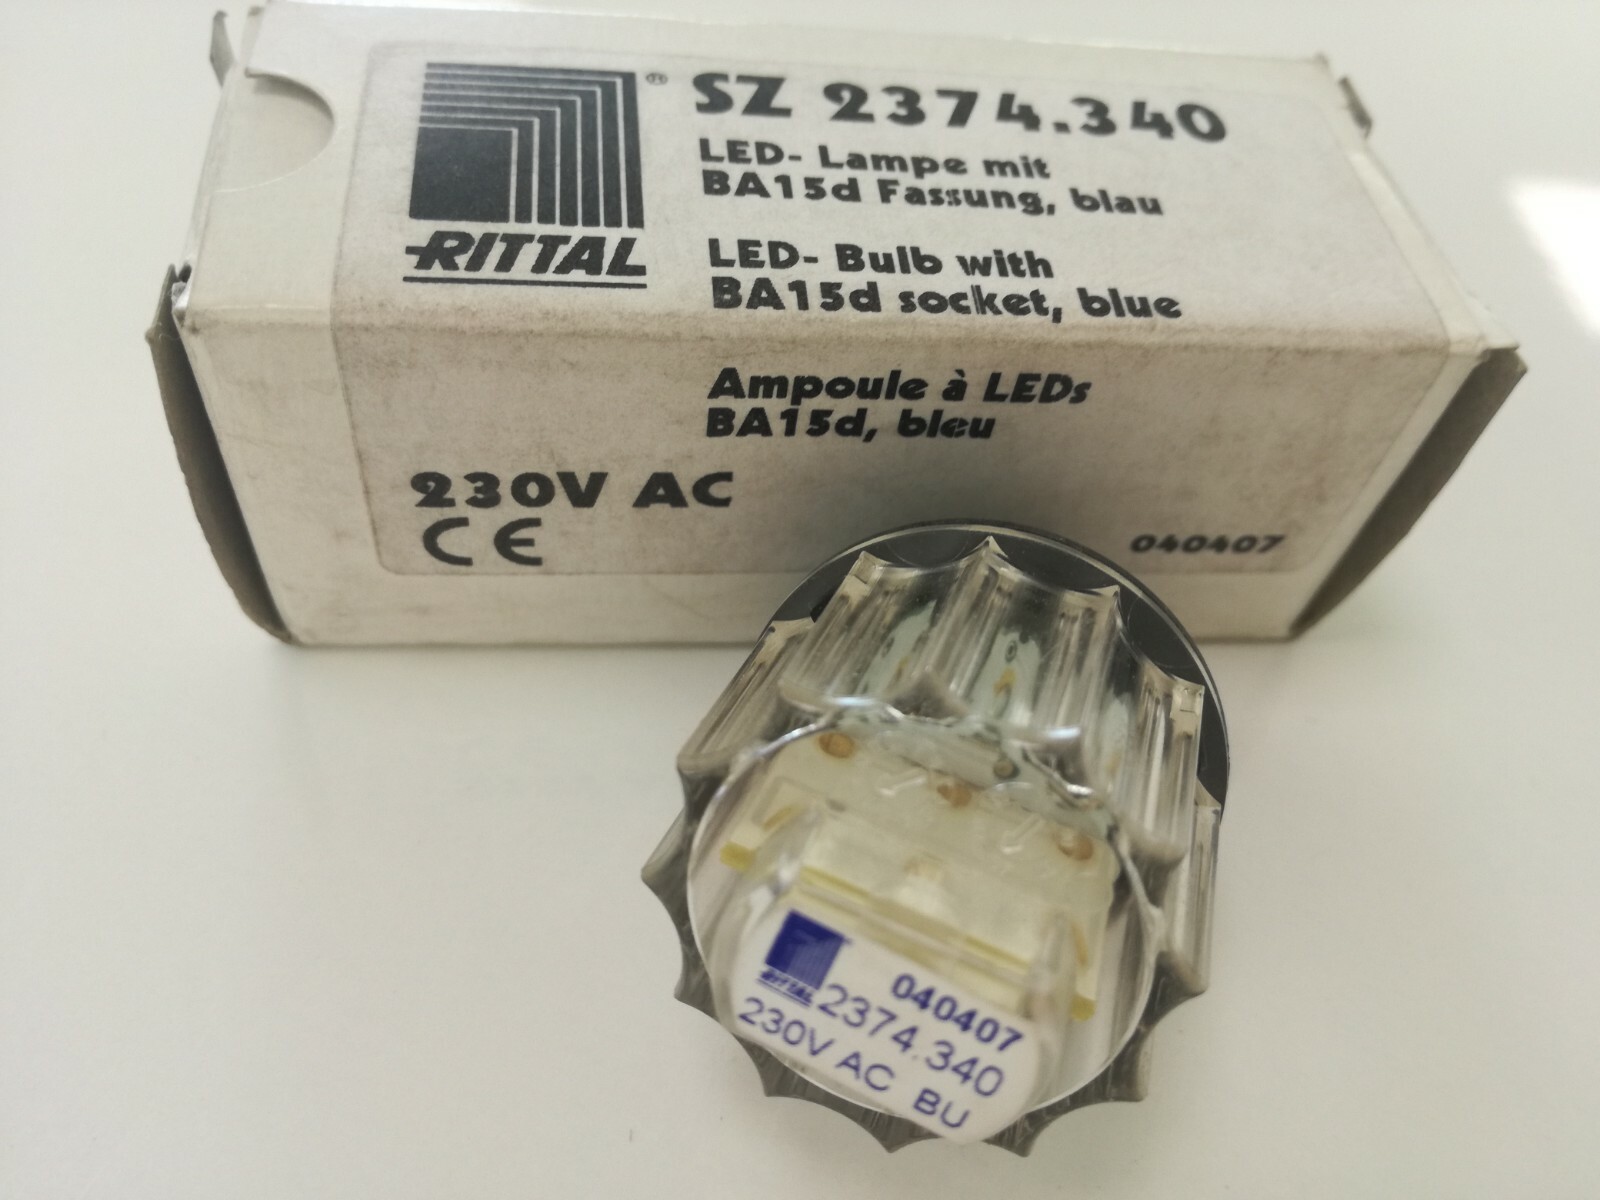 ® SZ 2374.340
LED- Lampe mit
BA15d Fassung, blau
RITTAL
LED- Bulb with
BA15d socket, blue
Ampoule à LEDs
BA15d, bleu
230V AC
CE
040407
RITTAL
040407
2374.340
230V AC BU